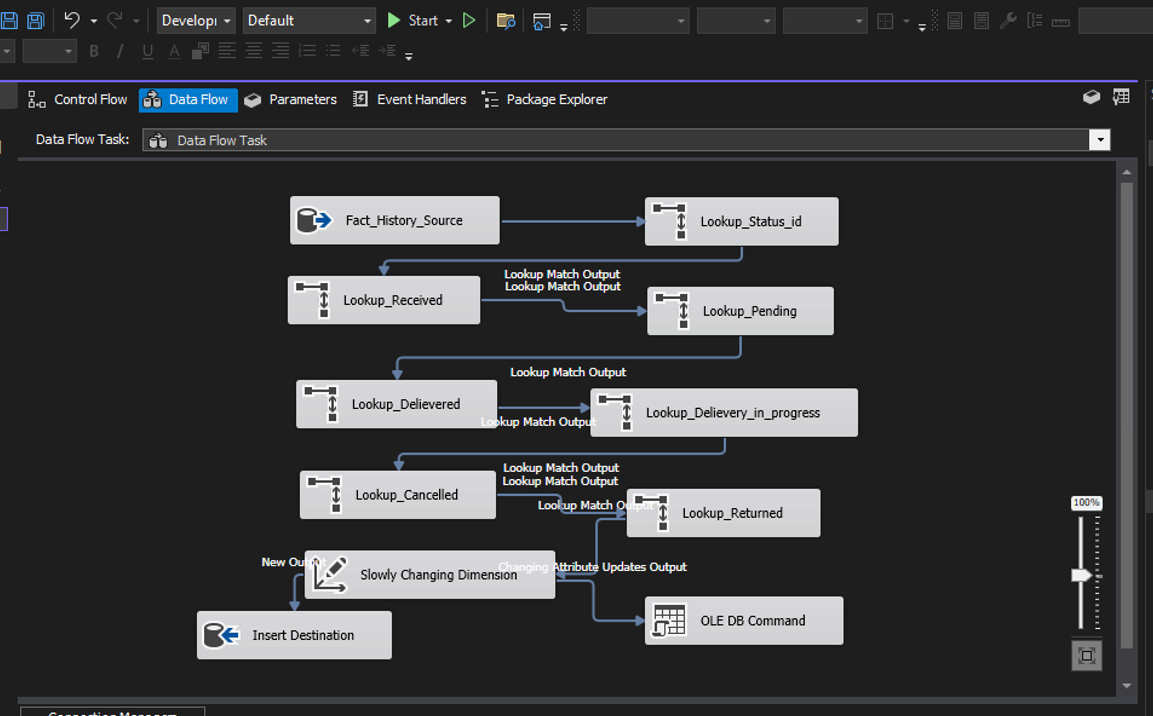 Develop Default Start
B I U A
Control Flow Data Flow Parameters Event Handlers Package Explorer
Data Flow Task: Data Flow Task
Fact_History_Source
Lookup_Status_id
Lookup Match Output
Lookup Match Output
Lookup_Received
Lookup_Pending
Lookup Match Output
Lookup_Delievered
Lookup_Delievery_in_progress
Lookup Match Output
Lookup Match Output
Lookup Match Output
Lookup_Cancelled
Lookup Match Output
Lookup_Returned
100%
New Output
Changing Attribute Updates Output
Slowly Changing Dimension
OLE DB Command
Insert Destination
Connection Managers